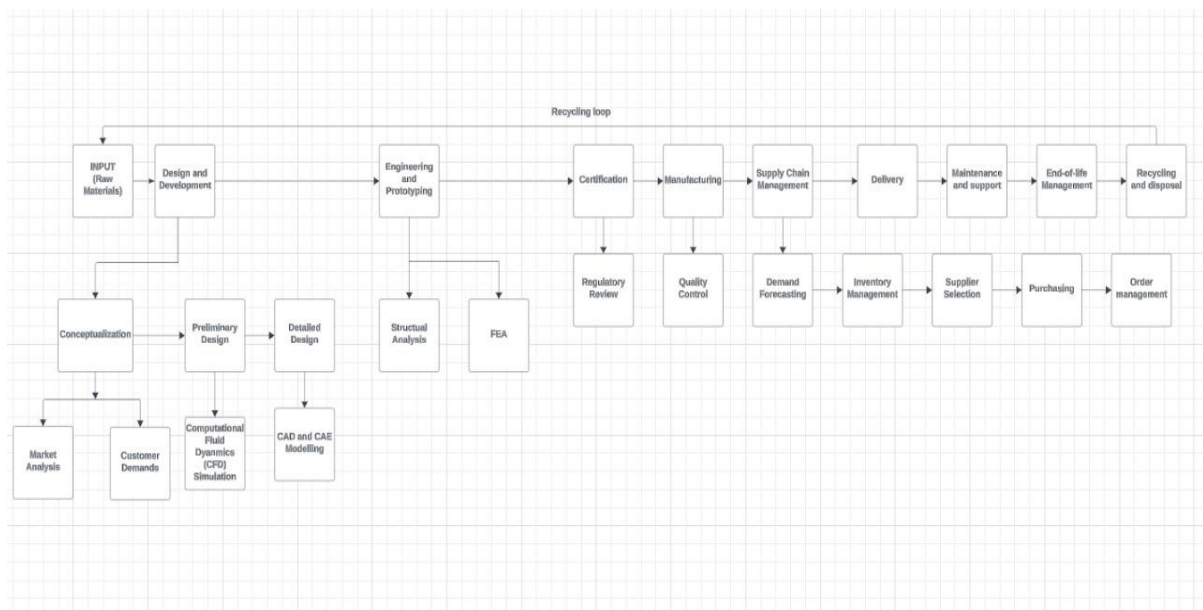 Recycling loop
INPUT
(Raw
Materials)
Design and
Development
Engineering
and
Prototyping
Certification
Manufacturing
Supply Chain
Management
Delivery
Maintenance
and support
End-of-life
Management
Recycling
and disposal
Regulatory
Review
Quality
Control
Demand
Forecasting
Inventory
Management
Supplier
Selection
Purchasing
Order
management
Conceptualization
Preliminary
Design
Detailed
Design
Structual
Analysis
FEA
Market
Analysis
Customer
Demands
Computational
Fluid
Dyanmics
(CFD)
Simulation
CAD and CAE
Modelling